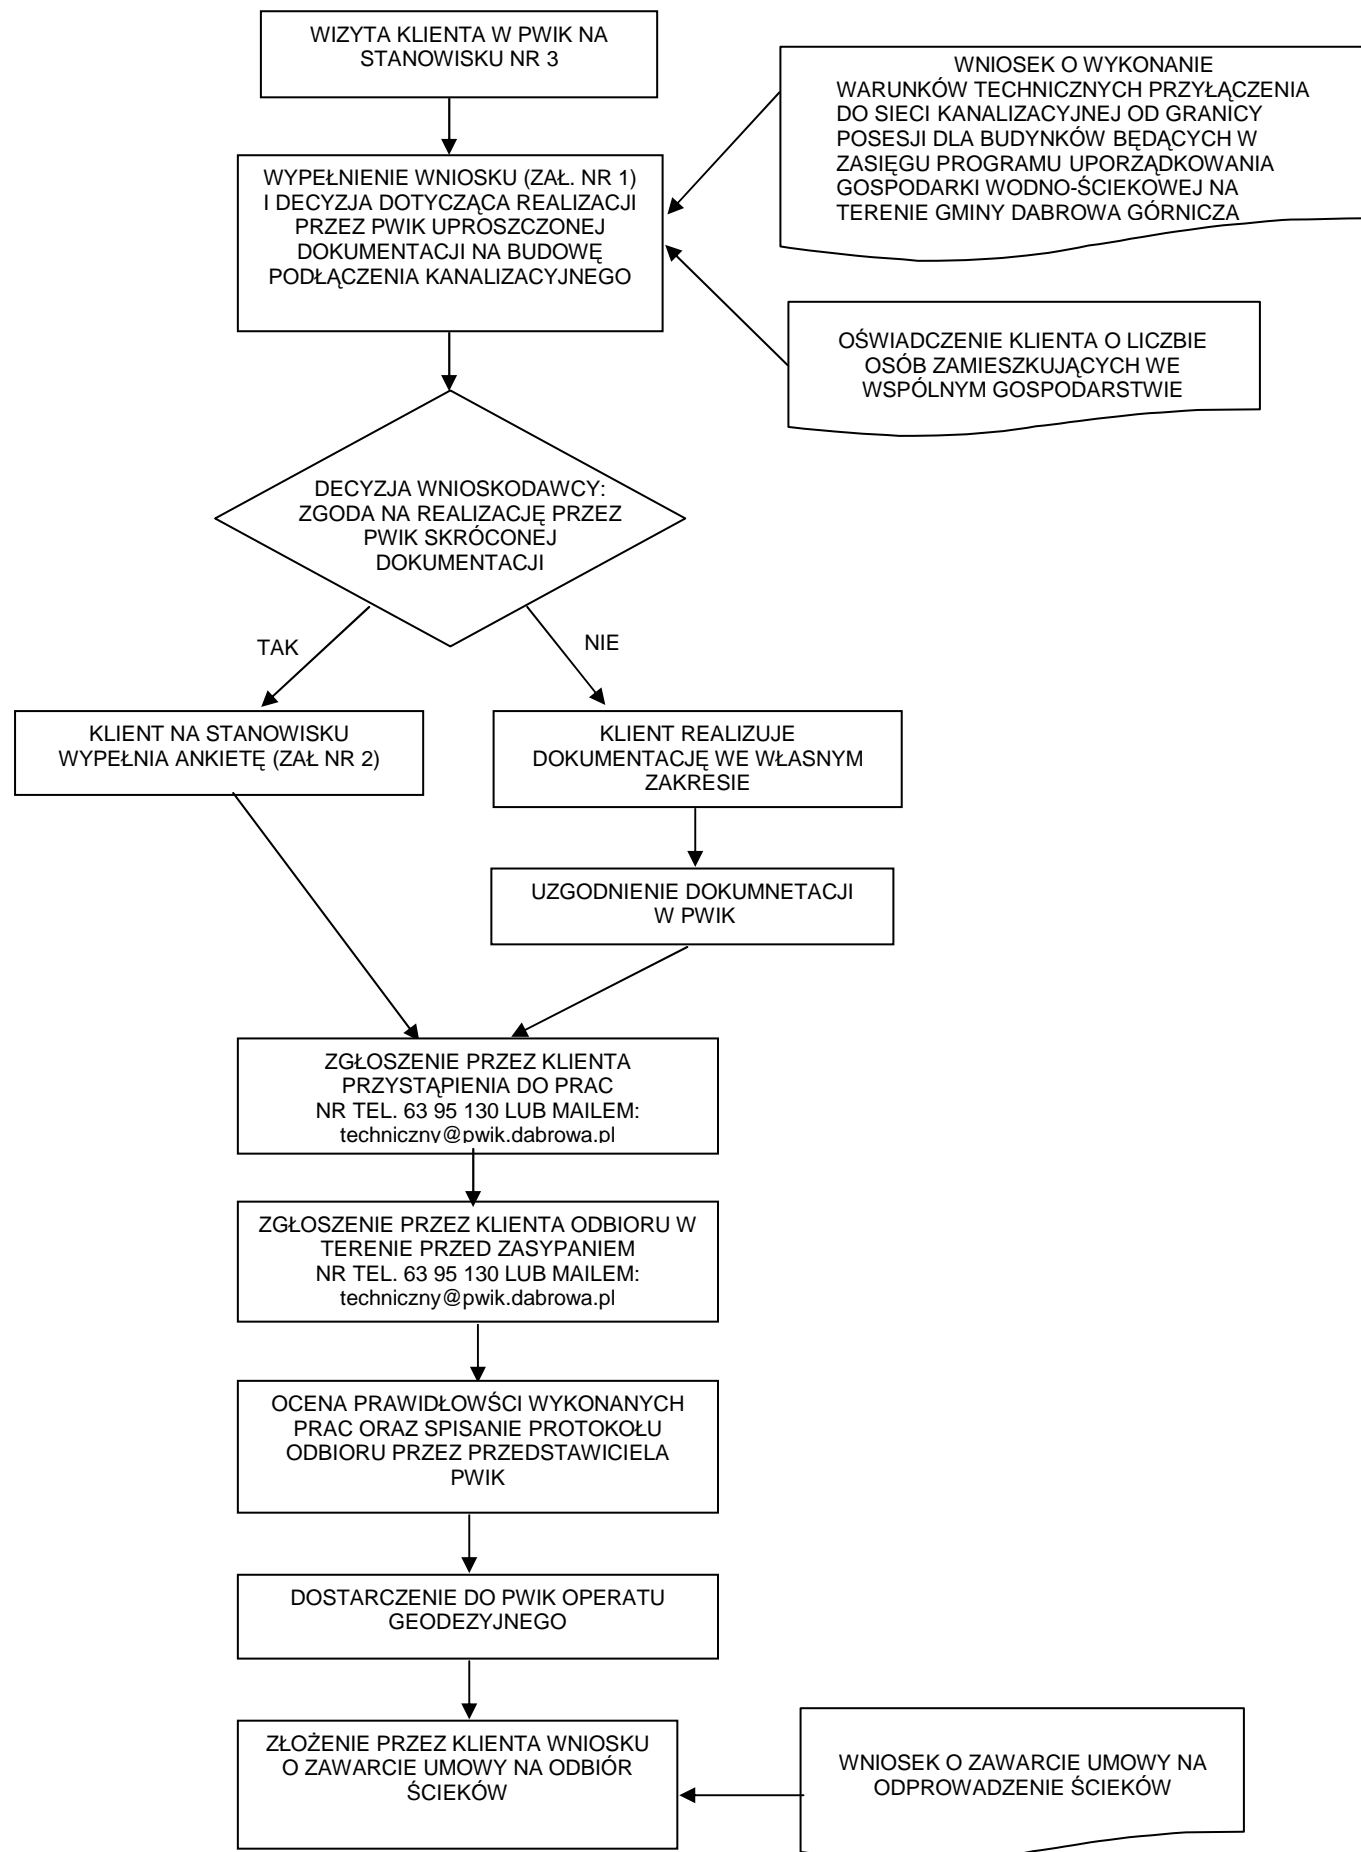 WIZYTA KLIENTA W PWIK NA
STANOWISKU NR 3
WNIOSEK O WYKONANIE
WARUNKÓW TECHNICZNYCH PRZYŁĄCZENIA
DO SIECI KANALIZACYJNEJ OD GRANICY
POSESJI DLA BUDYNKÓW BĘDĄCYCH W
ZASIĘGU PROGRAMU UPORZĄDKOWANIA
GOSPODARKI WODNO-ŚCIEKOWEJ NA
TERENIE GMINY DABROWA GÓRNICZA
WYPEŁNIENIE WNIOSKU (ZAŁ. NR 1)
I DECYZJA DOTYCZĄCA REALIZACJI
PRZEZ PWIK UPROSZCZONEJ
DOKUMENTACJI NA BUDOWĘ
PODŁĄCZENIA KANALIZACYJNEGO
OŚWIADCZENIE KLIENTA O LICZBIE
OSÓB ZAMIESZKUJĄCYCH WE
WSPÓLNYM GOSPODARSTWIE
DECYZJA WNIOSKODAWCY:
ZGODA NA REALIZACJĘ PRZEZ
PWIK SKRÓCONEJ
DOKUMENTACJI
TAK
NIE
KLIENT NA STANOWISKU
WYPEŁNIA ANKIETĘ (ZAŁ NR 2)
KLIENT REALIZUJE
DOKUMENTACJĘ WE WŁASNYM
ZAKRESIE
UZGODNIENIE DOKUMNETACJI
W PWIK
ZGŁOSZENIE PRZEZ KLIENTA
PRZYSTĄPIENIA DO PRAC
NR TEL. 63 95 130 LUB MAILEM:
techniczny@pwik.dabrowa.pl
ZGŁOSZENIE PRZEZ KLIENTA ODBIORU W
TERENIE PRZED ZASYPANIEM
NR TEL. 63 95 130 LUB MAILEM:
techniczny@pwik.dabrowa.pl
OCENA PRAWIDŁOWŚCI WYKONANYCH
PRAC ORAZ SPISANIE PROTOKOŁU
ODBIORU PRZEZ PRZEDSTAWICIELA
PWIK
DOSTARCZENIE DO PWIK OPERATU
GEODEZYJNEGO
ZŁOŻENIE PRZEZ KLIENTA WNIOSKU
O ZAWARCIE UMOWY NA ODBIÓR
ŚCIEKÓW
WNIOSEK O ZAWARCIE UMOWY NA
ODPROWADZENIE ŚCIEKÓW